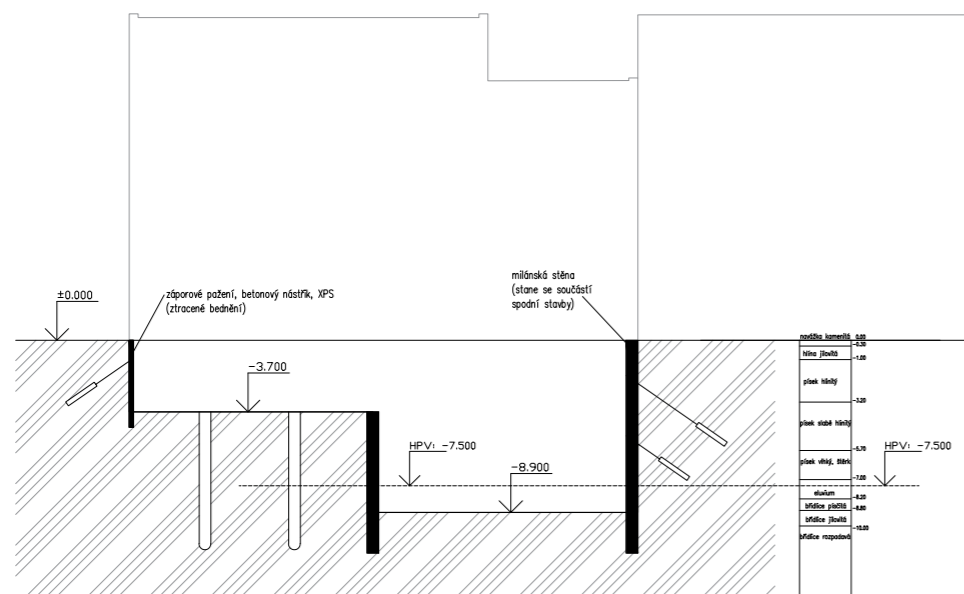 milánská stěna
(stane se součástí
spodní stavby)
±0.000
záporové pažení, betonový nástřik, XPS
(ztracené bednění)
navážka kamenitá 0.00
-0.30
hlína jílovitá
-1.00
-3.700
písek hlinitý
-3.20
písek slabě hlinitý
HPV: -7.500
-5.70
HPV: -7.500
písek vlhký, štěrk
-8.900
-7.00
eluvium
-8.20
břidlice písčitá
-8.80
břidlice jílovitá
-10.00
břidlice rozpadavá